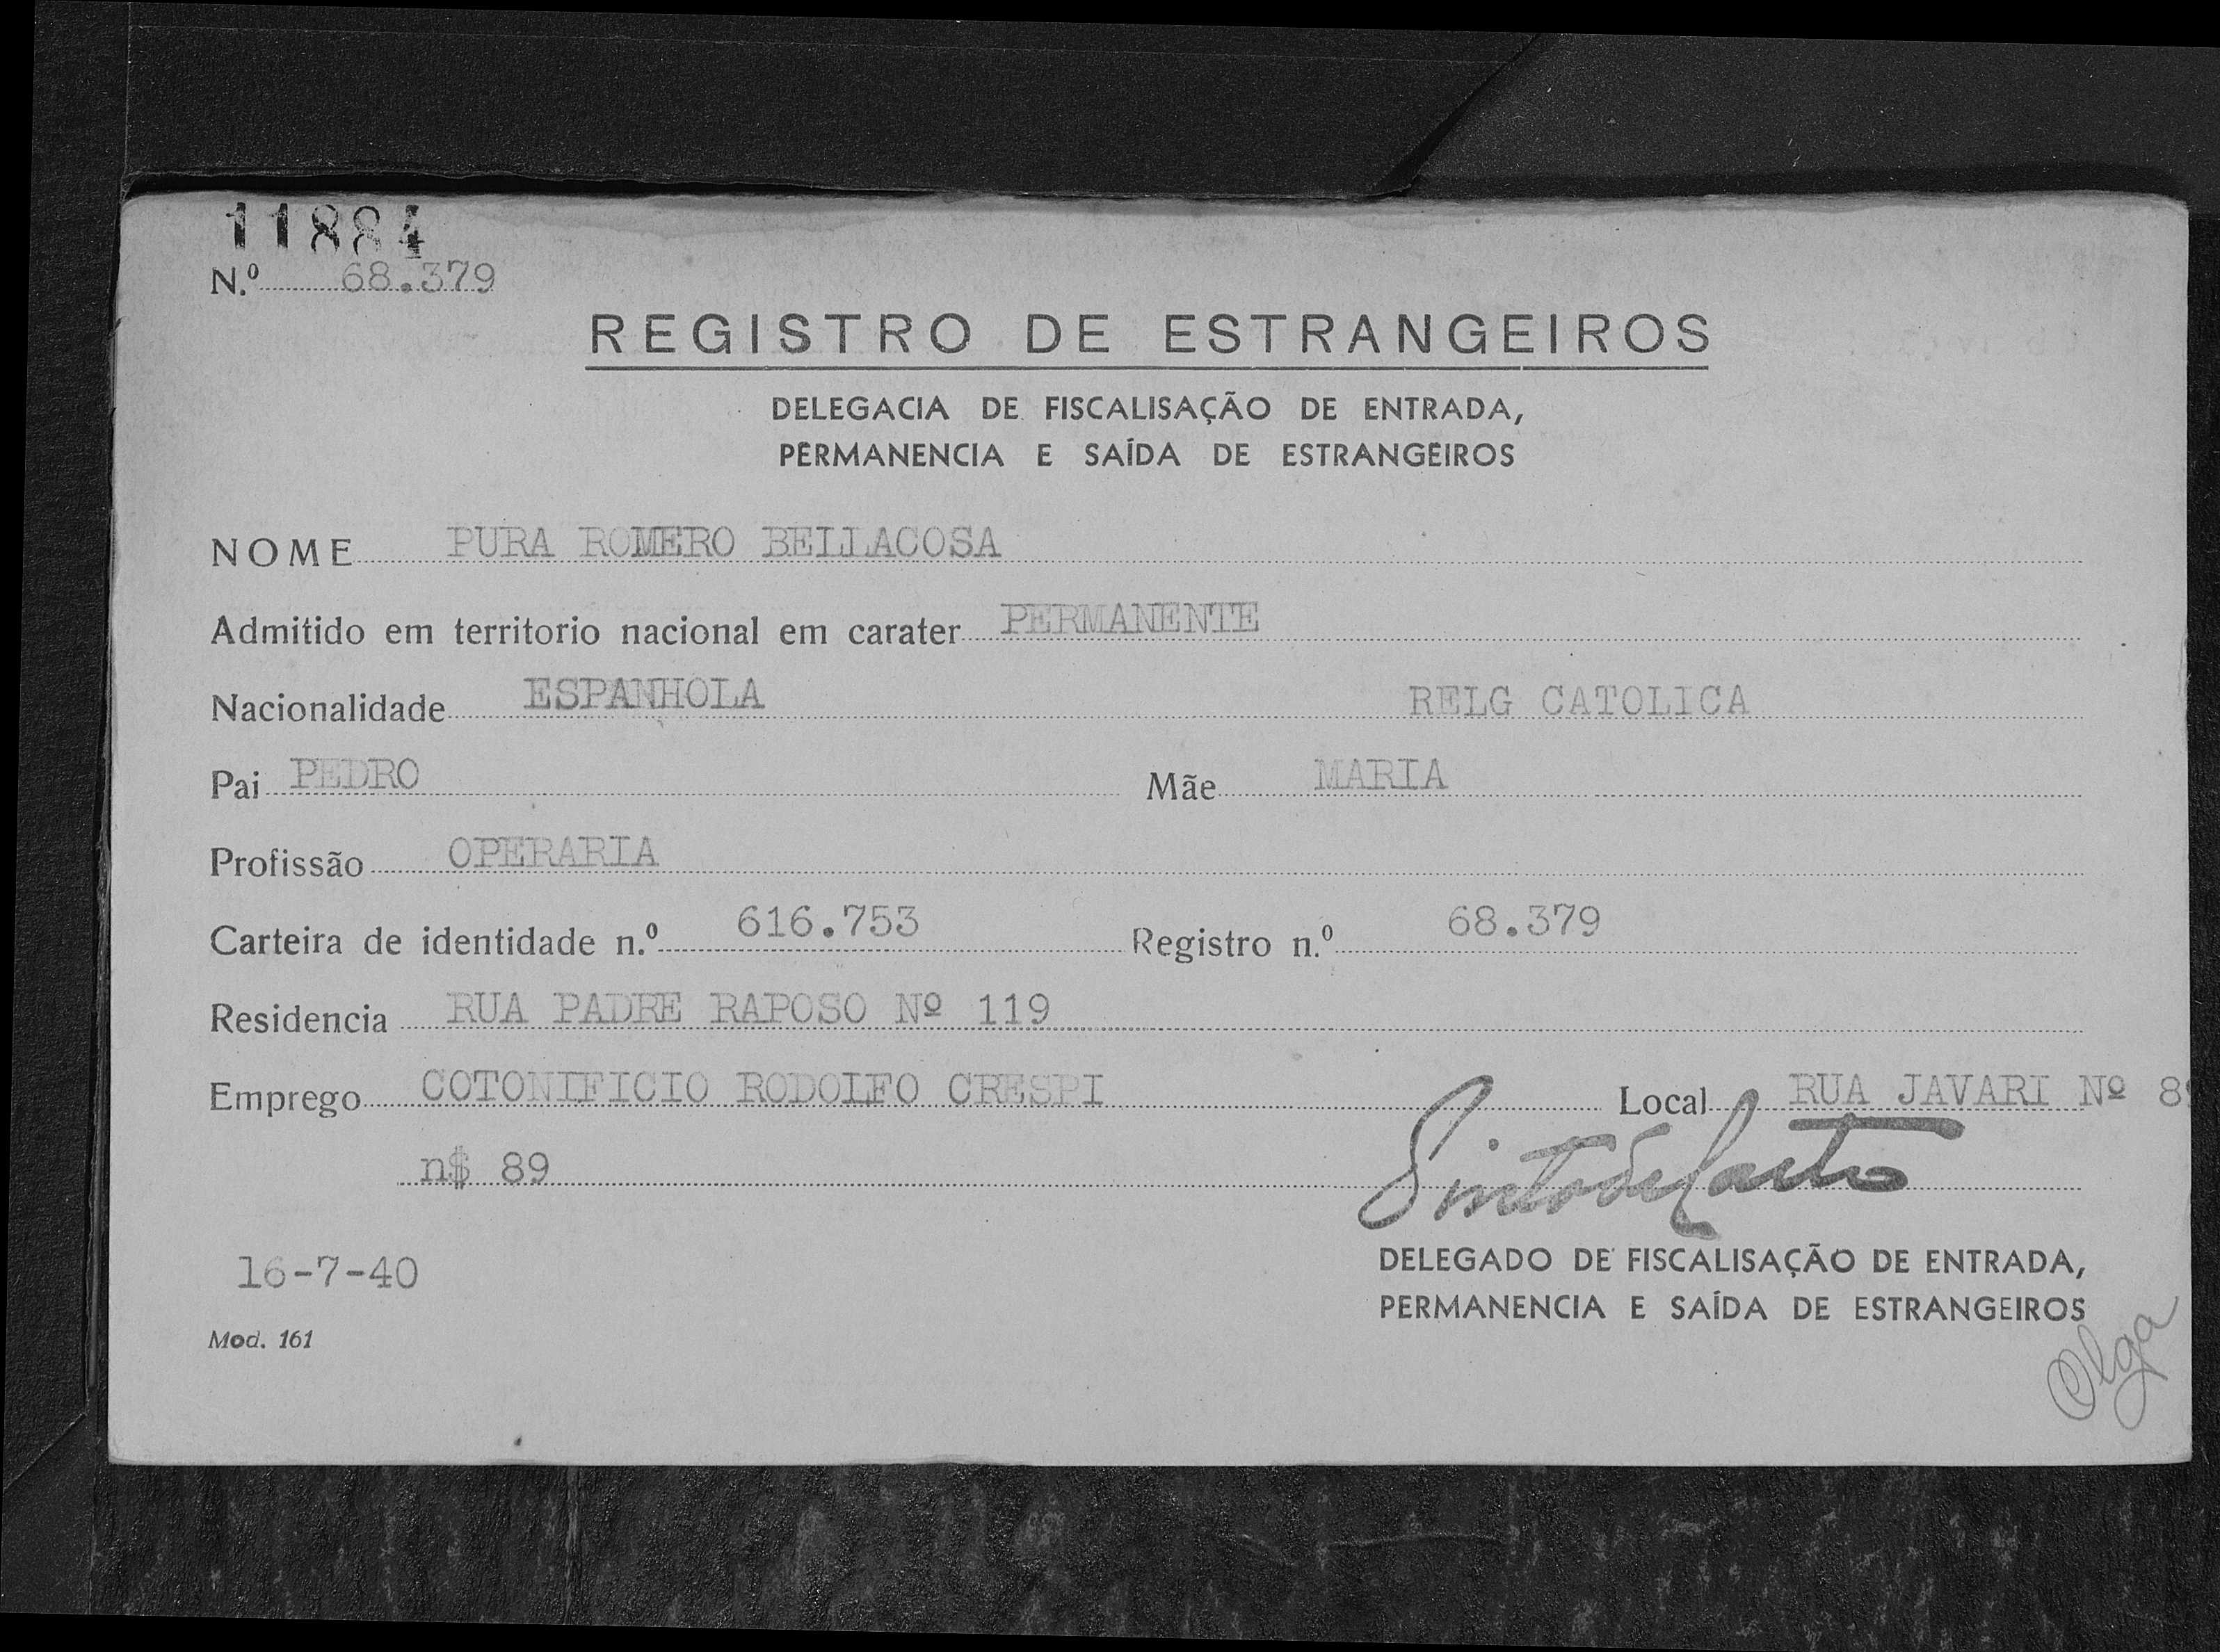 11884
N.º 68.379
REGISTRO DE ESTRANGEIROS
DELEGACIA DE FISCALISAÇÃO DE ENTRADA,
PERMANENCIA E SAÍDA DE ESTRANGEIROS
NOME PURA ROMERO BELLACOSA
Admitido em territorio nacional em carater PERMANENTE
Nacionalidade ESPANHOLA RELG CATOLICA
Pai PEDRO Mãe MARIA
Profissão OPERARIA
Carteira de identidade n.º 616.753 Registro n.º 68.379
Residencia RUA PADRE RAPOSO Nº 119
Emprego COTONIFICIO RODOLFO CRESPI Local RUA JAVARI Nº 8
n$ 89
Pinto de Castro
16-7-40
DELEGADO DE FISCALISAÇÃO DE ENTRADA,
PERMANENCIA E SAÍDA DE ESTRANGEIROS
Mod. 161
Olga